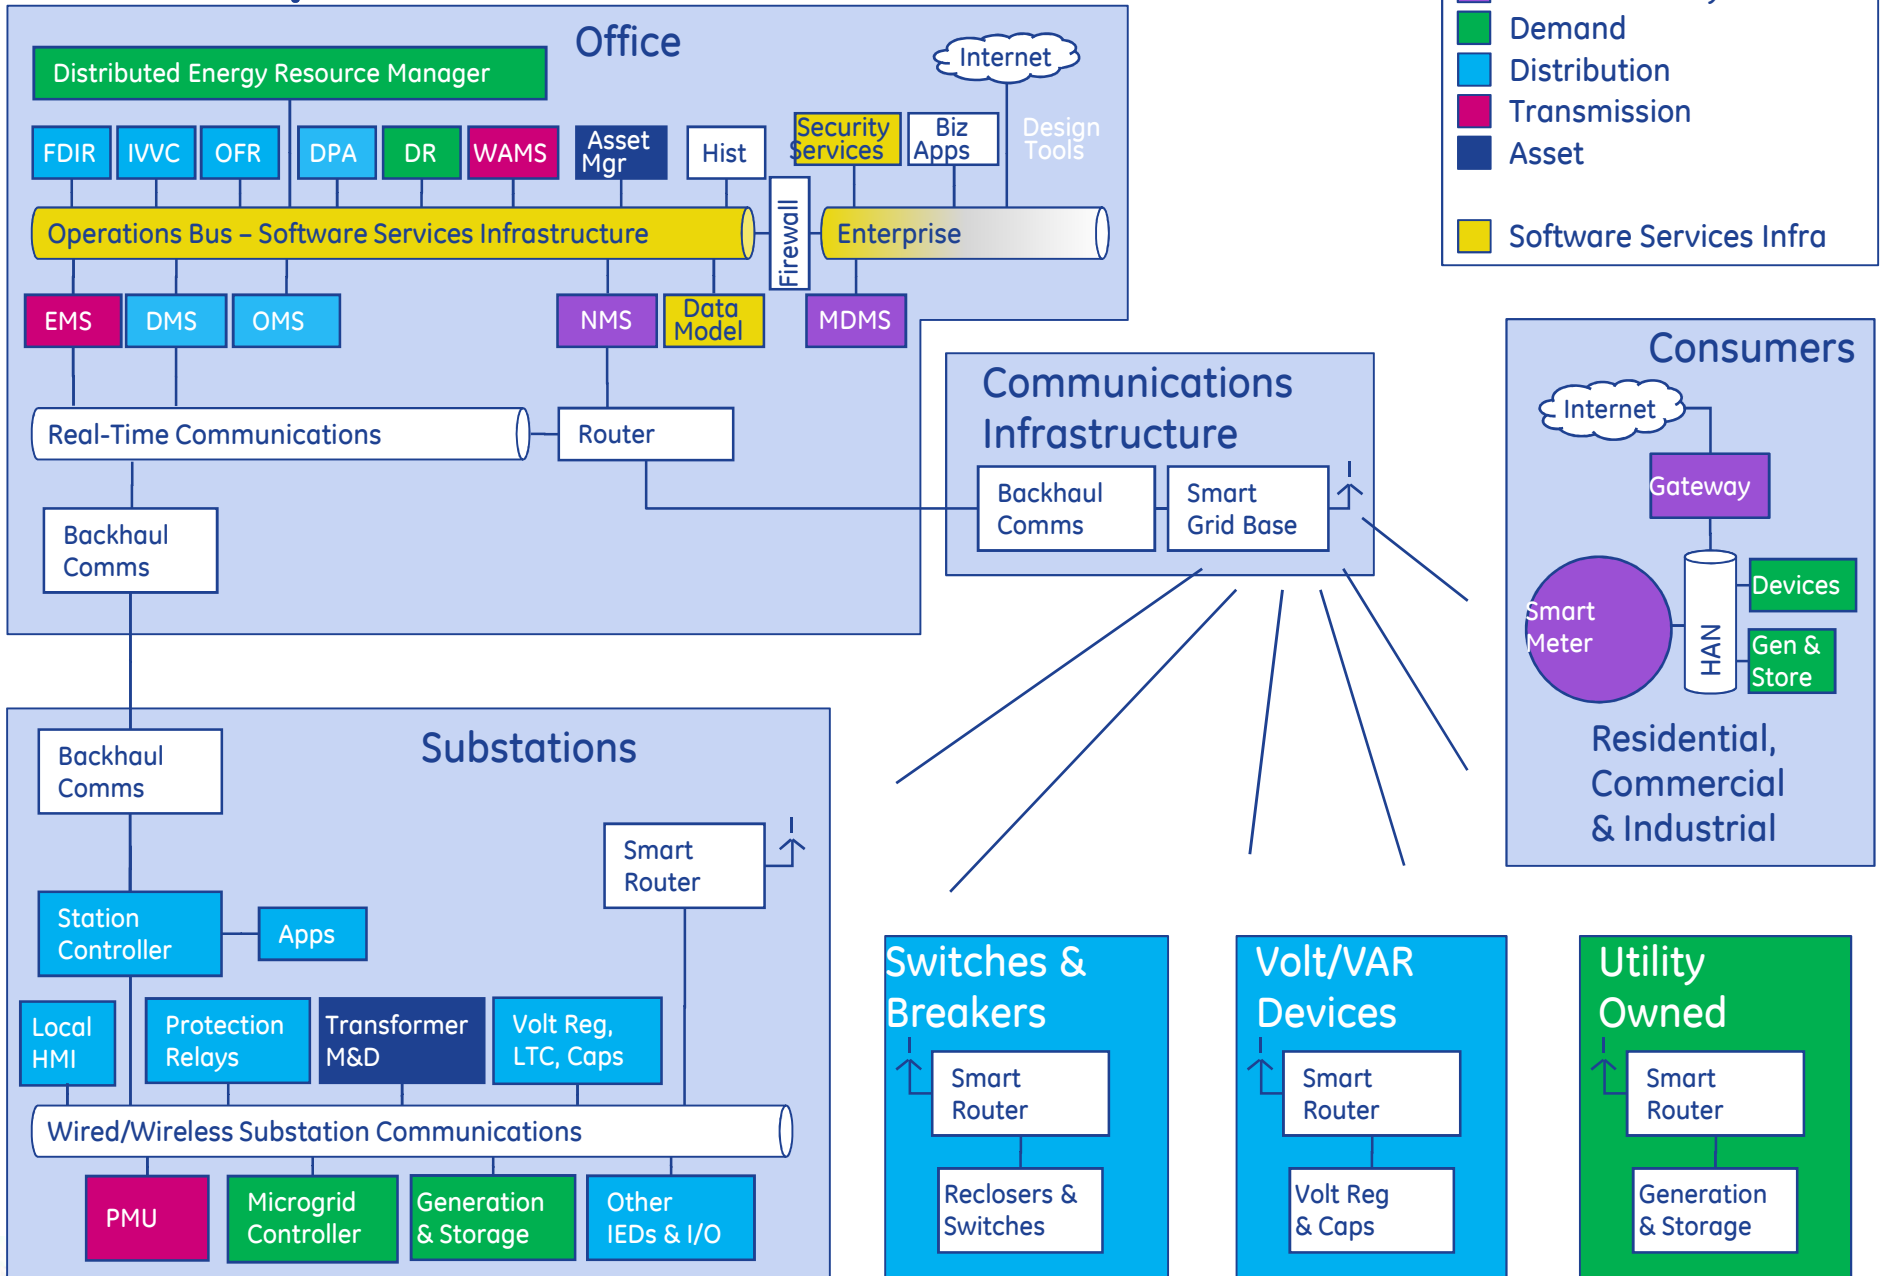 Office
Distributed Energy Resource Manager
Internet
FDIR
IVVC
OFR
DPA
DR
WAMS
Asset
Mgr
Hist
Security
Services
Biz
Apps
Design
Tools
Operations Bus – Software Services Infrastructure
Firewall
Enterprise
EMS
DMS
OMS
NMS
Data
Model
MDMS
Real-Time Communications
Router
Backhaul
Comms
Demand
Distribution
Transmission
Asset
Software Services Infra
Communications
Infrastructure
Backhaul
Comms
Smart
Grid Base
Consumers
Internet
Gateway
Smart
Meter
HAN
Devices
Gen &
Store
Residential,
Commercial
& Industrial
Substations
Backhaul
Comms
Smart
Router
Station
Controller
Apps
Local
HMI
Protection
Relays
Transformer
M&D
Volt Reg,
LTC, Caps
Wired/Wireless Substation Communications
PMU
Microgrid
Controller
Generation
& Storage
Other
IEDs & I/O
Switches &
Breakers
Smart
Router
Reclosers &
Switches
Volt/VAR
Devices
Smart
Router
Volt Reg
& Caps
Utility
Owned
Smart
Router
Generation
& Storage